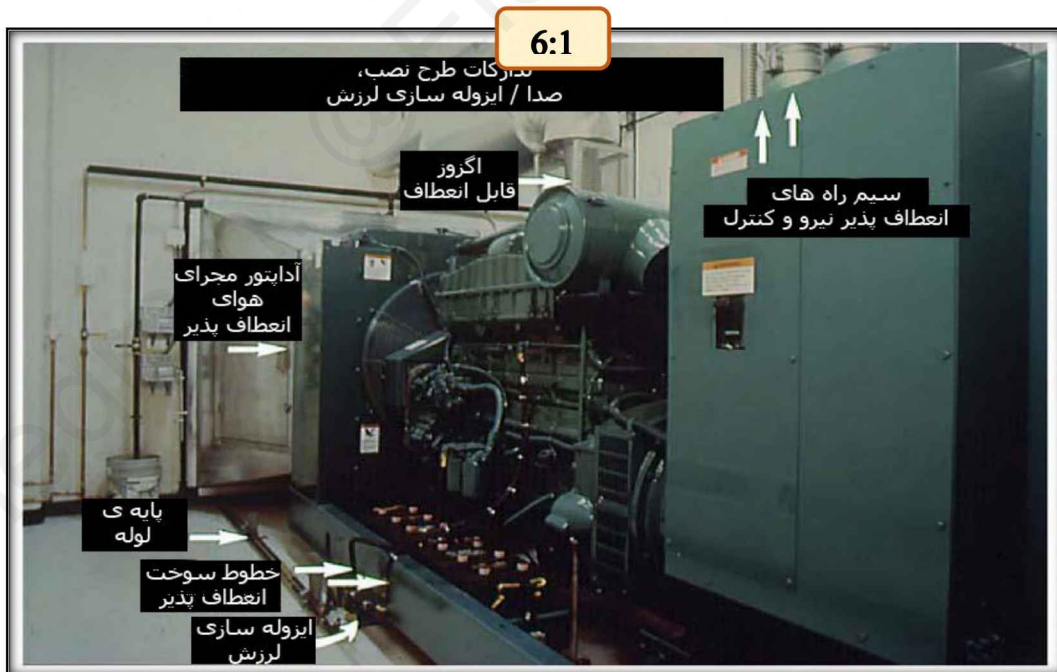 6:1
تدارکات طرح نصب،
صدا / ایزوله سازی لرزش
اگزوز
قابل انعطاف
سیم راه های
انعطاف پذیر نیرو و کنترل
آداپتور مجرای
هوای
انعطاف پذیر
پایه ی
لوله
خطوط سوخت
انعطاف پذیر
ایزوله سازی
لرزش